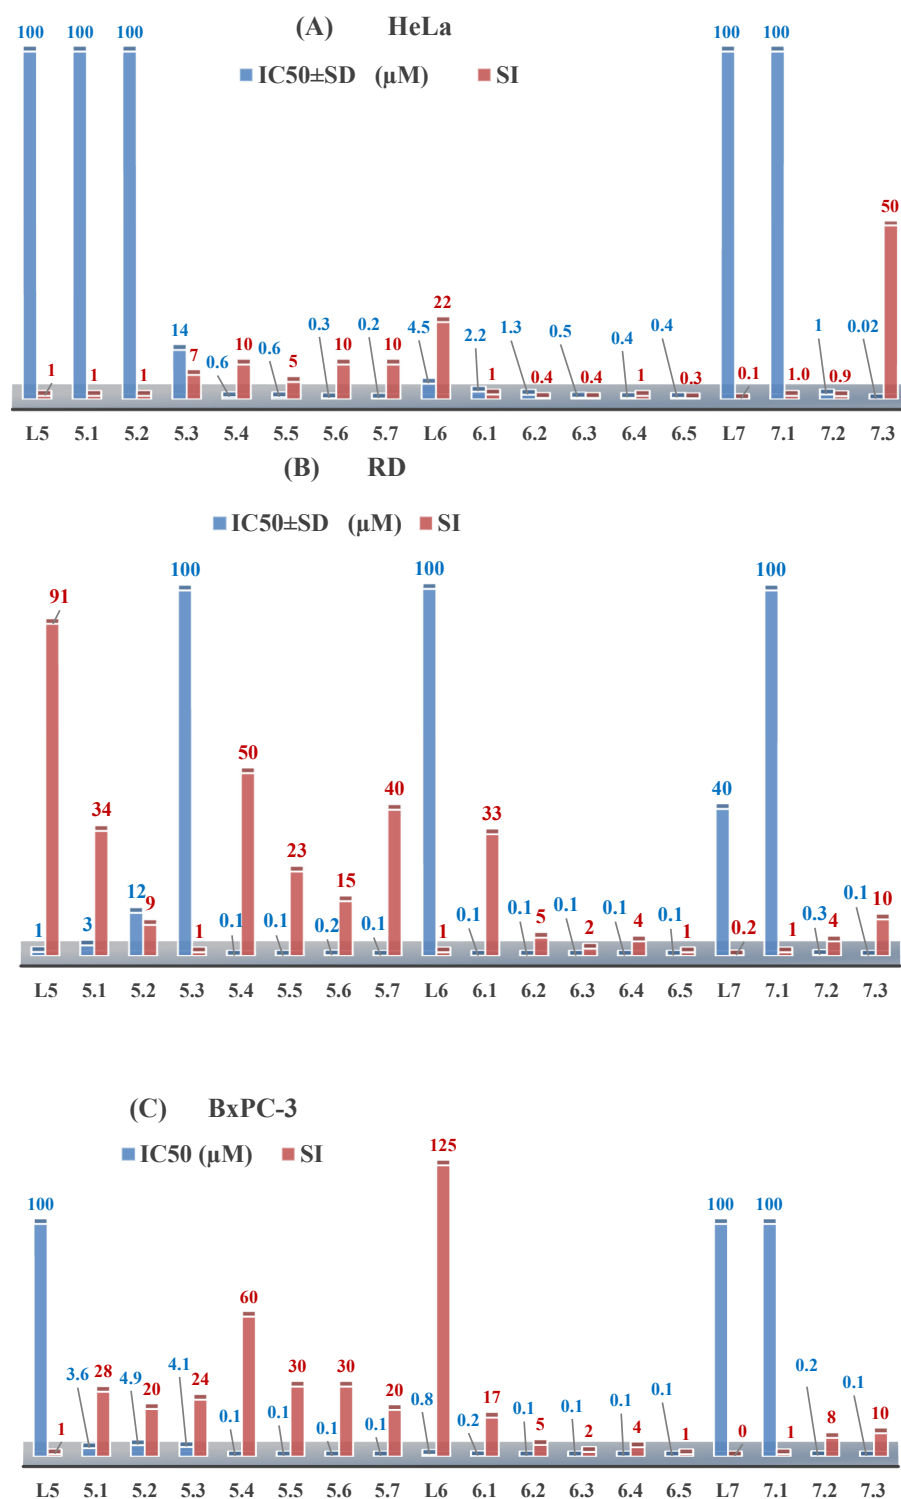 (A) HeLa
100 100 100 100 100
IC50±SD (µM) SI
50
22
14 0.3 0.2 4.5 1.3 0.5 0.4 1 0.02
7 0.6 10 0.6 5 10 10 2.2 0.4
1 1 1 1 0.4 0.4 1 0.3 0.1 1.0 0.9
L5 5.1 5.2 5.3 5.4 5.5 5.6 5.7 L6 6.1 6.2 6.3 6.4 6.5 L7 7.1 7.2 7.3
(B) RD
IC50±SD (µM) SI
100 100 100
91
50
40 40
34 33
23
15
12 9 10
1 3 1 0.1 0.1 0.2 0.1 1 0.1 0.1 5 0.1 2 0.1 4 0.1 1 0.2 1 0.3 4 0.1
L5 5.1 5.2 5.3 5.4 5.5 5.6 5.7 L6 6.1 6.2 6.3 6.4 6.5 L7 7.1 7.2 7.3
(C) BxPC-3
IC50 (µM) SI
125
100 100 100
60
3.6 28 4.9 20 4.1 24 30 30 20 0.8 17
1 0.1 0.1 0.1 0.1 0.2 0.1 5 0.1 2 0.1 4 0.1 1 0 1 0.2 8 0.1 10
L5 5.1 5.2 5.3 5.4 5.5 5.6 5.7 L6 6.1 6.2 6.3 6.4 6.5 L7 7.1 7.2 7.3